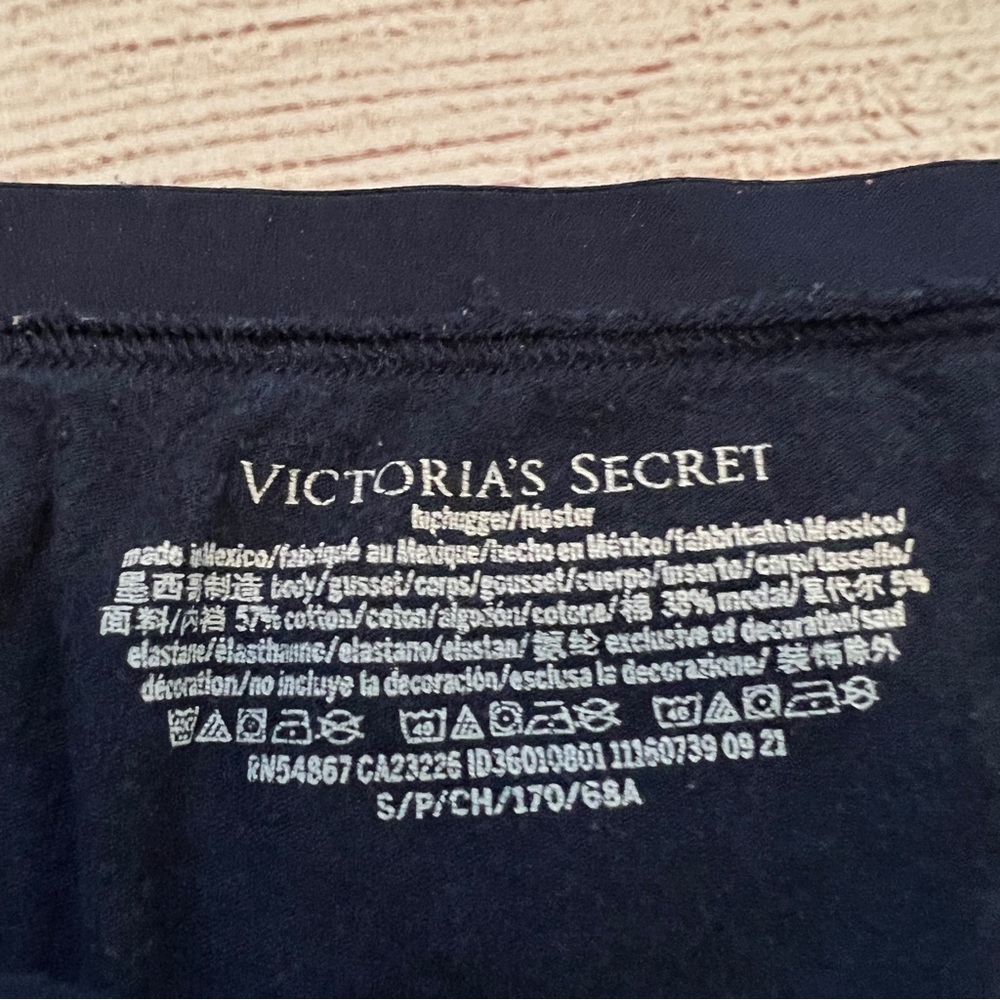 VICTORIA'S SECRET
hiphugger/hipster
made in Mexico/fabriqué au Mexique/hecho en México/fabbricato in Messico/
墨西哥制造 body/gusset/corps/gousset/cuerpo/inserto/corpo/tassello/
面料/内裆 57% cotton/coton/algodón/cotone/棉 38% modal/莫代尔 5%
elastane/élasthanne/elastano/elastan/氨纶 exclusive of decoration/sauf
décoration/no incluye la decoración/esclusa la decorazione/ 装饰除外
40 40
RN54867 CA23226 ID36010801 11160739 09 21
S/P/CH/170/68A